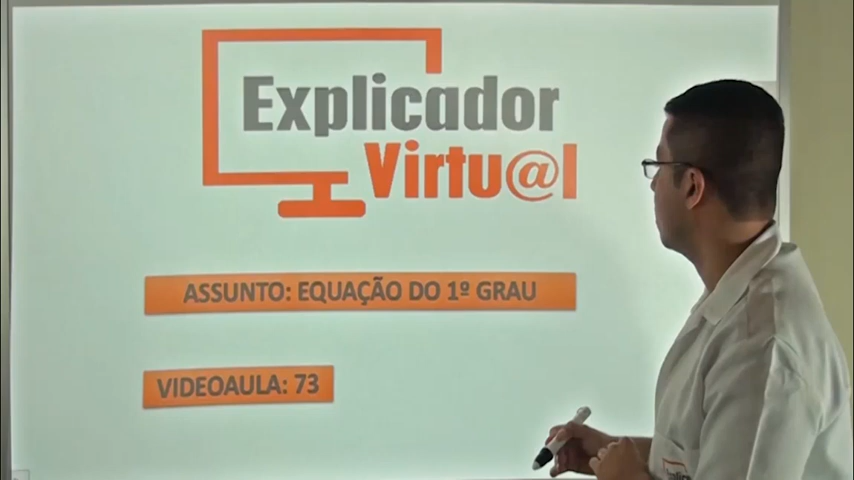 Explicador
Virtu@l
ASSUNTO: EQUAÇÃO DO 1º GRAU
VIDEOAULA: 73